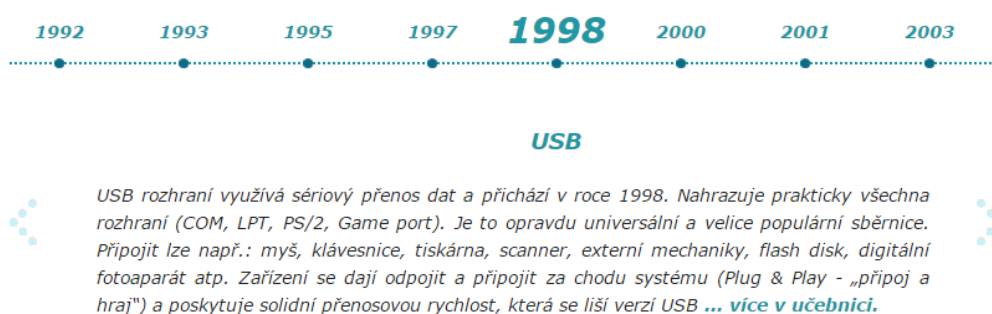 1992 1993 1995 1997 1998 2000 2001 2003
USB
USB rozhraní využívá sériový přenos dat a přichází v roce 1998. Nahrazuje prakticky všechna
rozhraní (COM, LPT, PS/2, Game port). Je to opravdu universální a velice populární sběrnice.
Připojit lze např.: myš, klávesnice, tiskárna, scanner, externí mechaniky, flash disk, digitální
fotoaparát atp. Zařízení se dají odpojit a připojit za chodu systému (Plug & Play - „připoj a
hraj") a poskytuje solidní přenosovou rychlost, která se liší verzí USB ... více v učebnici.